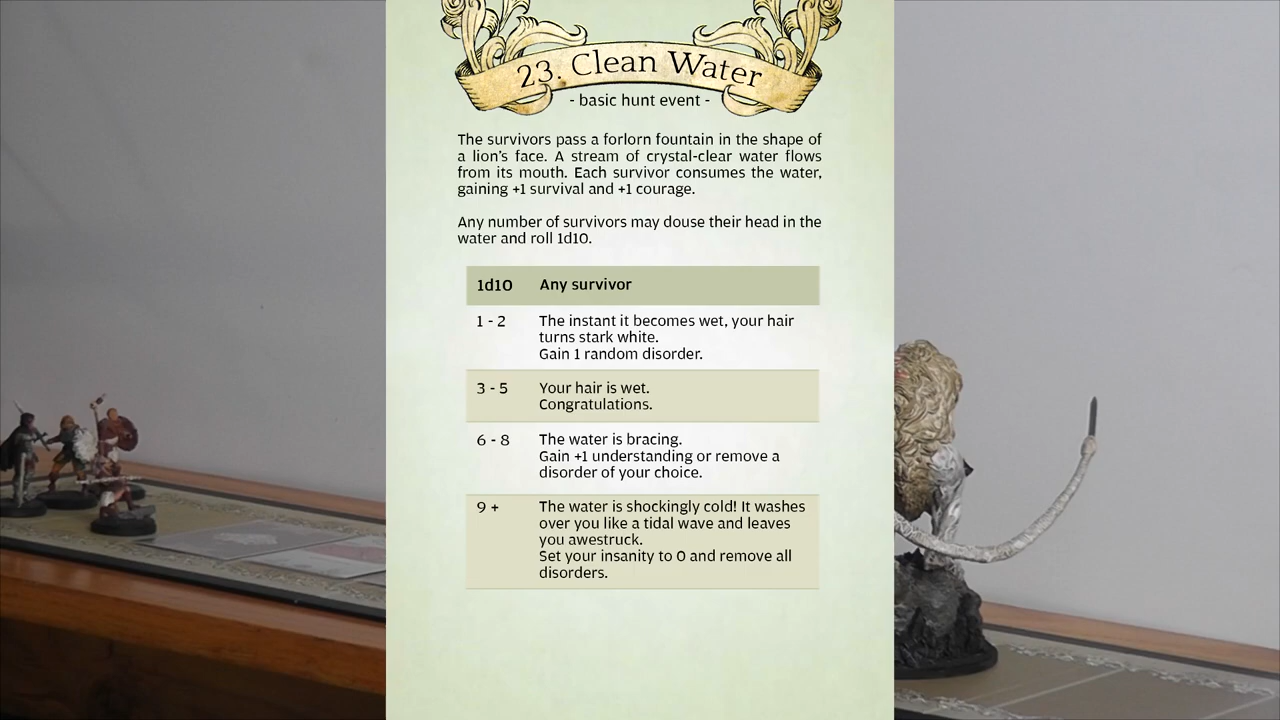 23. Clean Water
- basic hunt event -
The survivors pass a forlorn fountain in the shape of
a lion's face. A stream of crystal-clear water flows
from its mouth. Each survivor consumes the water,
gaining +1 survival and +1 courage.
Any number of survivors may douse their head in the
water and roll 1d10.
1d10 Any survivor
1 - 2 The instant it becomes wet, your hair
turns stark white.
Gain 1 random disorder.
3 - 5 Your hair is wet.
Congratulations.
6 - 8 The water is bracing.
Gain +1 understanding or remove a
disorder of your choice.
9 + The water is shockingly cold! It washes
over you like a tidal wave and leaves
you awestruck.
Set your insanity to 0 and remove all
disorders.